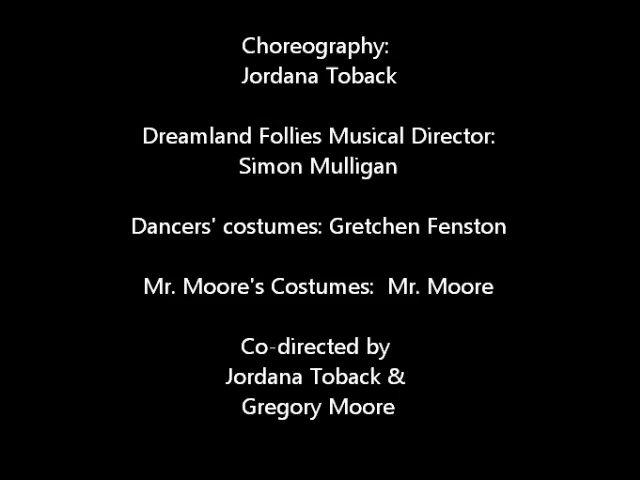 Choreography:
Jordana Toback
Dreamland Follies Musical Director:
Simon Mulligan
Dancers' costumes: Gretchen Fenston
Mr. Moore's Costumes:  Mr. Moore
Co-directed by
Jordana Toback &
Gregory Moore